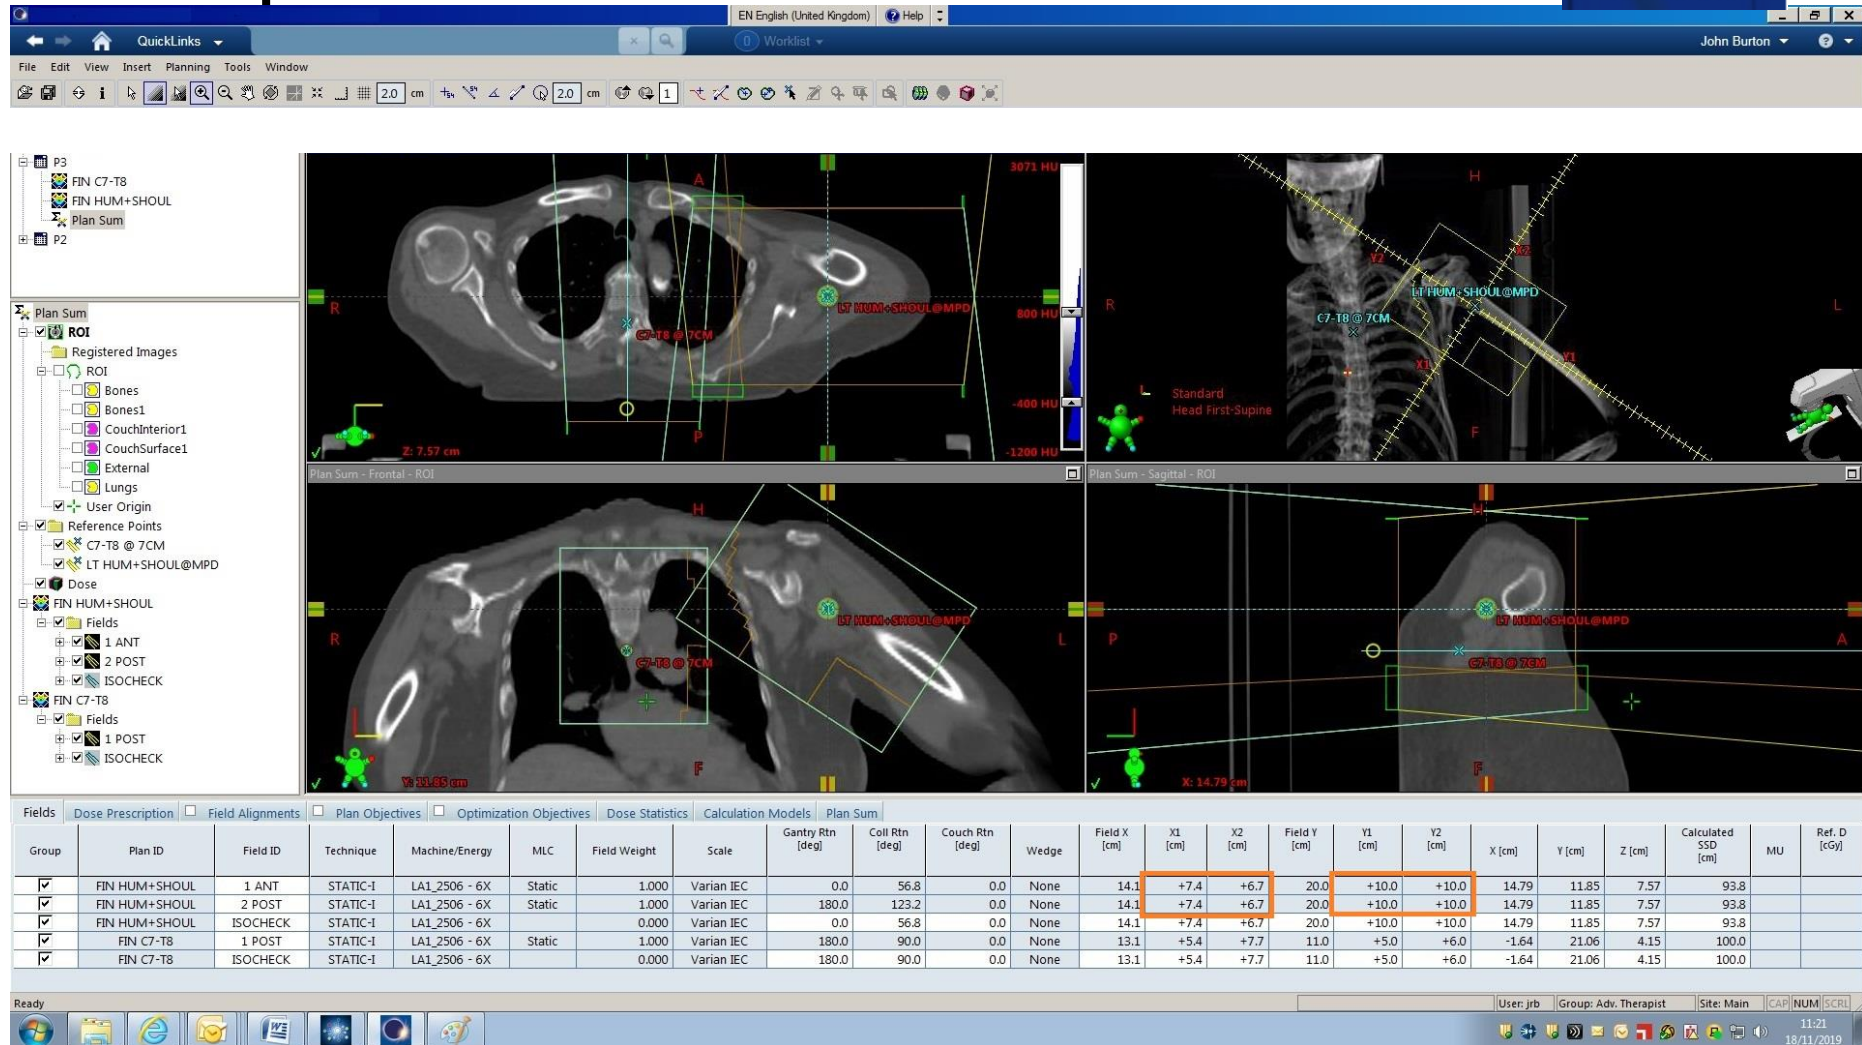 EN English (United Kingdom) Help
QuickLinks 0 Worklist John Burton
File Edit View Insert Planning Tools Window
2.0 cm 2.0 cm 1
P3
FIN C7-T8
FIN HUM+SHOUL
Plan Sum
P2
Plan Sum
ROI
Registered Images
ROI
Bones
Bones1
CouchInterior1
CouchSurface1
External
Lungs
User Origin
Reference Points
C7-T8 @ 7CM
LT HUM+SHOUL@MPD
Dose
FIN HUM+SHOUL
Fields
1 ANT
2 POST
ISOCHECK
FIN C7-T8
Fields
1 POST
ISOCHECK
A
3071 HU
R
LT HUM+SHOUL@MPD
800 HU
C7-T8 @ 7CM
-400 HU
P
Z: 7.57 cm
-1200 HU
H
X2
Y2
LT HUM+SHOUL@MPD
R
L
C7-T8 @ 7CM
X1
Y1
L
Standard
Head First-Supine
F
Plan Sum - Frontal - ROI
H
LT HUM+SHOUL@MPD
R
L
C7-T8 @ 7CM
F
Y: 11.85 cm
Plan Sum - Sagittal - ROI
H
LT HUM+SHOUL@MPD
P
A
C7-T8 @ 7CM
F
X: 14.79 cm
Fields Dose Prescription Field Alignments Plan Objectives Optimization Objectives Dose Statistics Calculation Models Plan Sum
Group Plan ID Field ID Technique Machine/Energy MLC Field Weight Scale Gantry Rtn [deg] Coll Rtn [deg] Couch Rtn [deg] Wedge Field X [cm] X1 [cm] X2 [cm] Field Y [cm] Y1 [cm] Y2 [cm] X [cm] Y [cm] Z [cm] Calculated SSD [cm] MU Ref. D [cGy]
FIN HUM+SHOUL 1 ANT STATIC-I LA1_2506 - 6X Static 1.000 Varian IEC 0.0 56.8 0.0 None 14.1 +7.4 +6.7 20.0 +10.0 +10.0 14.79 11.85 7.57 93.8
FIN HUM+SHOUL 2 POST STATIC-I LA1_2506 - 6X Static 1.000 Varian IEC 180.0 123.2 0.0 None 14.1 +7.4 +6.7 20.0 +10.0 +10.0 14.79 11.85 7.57 93.8
FIN HUM+SHOUL ISOCHECK STATIC-I LA1_2506 - 6X 0.000 Varian IEC 0.0 56.8 0.0 None 14.1 +7.4 +6.7 20.0 +10.0 +10.0 14.79 11.85 7.57 93.8
FIN C7-T8 1 POST STATIC-I LA1_2506 - 6X Static 1.000 Varian IEC 180.0 90.0 0.0 None 13.1 +5.4 +7.7 11.0 +5.0 +6.0 -1.64 21.06 4.15 100.0
FIN C7-T8 ISOCHECK STATIC-I LA1_2506 - 6X 0.000 Varian IEC 180.0 90.0 0.0 None 13.1 +5.4 +7.7 11.0 +5.0 +6.0 -1.64 21.06 4.15 100.0
Ready User: jrb Group: Adv. Therapist Site: Main CAP NUM SCRL
11:21
18/11/2019